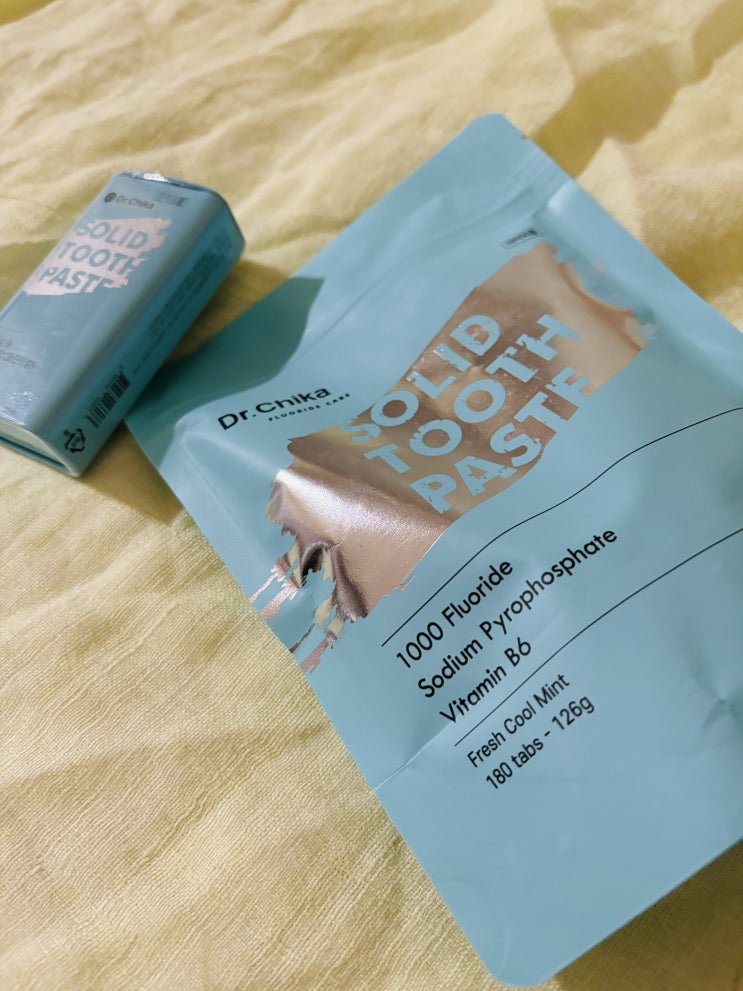 Dr.Chika
SOLID
TOOTH
PASTE
Dr.Chika
FLUORIDE CARE
SOLID
TOOTH
PASTE
1000 Fluoride
Sodium Pyrophosphate
Vitamin B6
Fresh Cool Mint
180 tabs - 126g